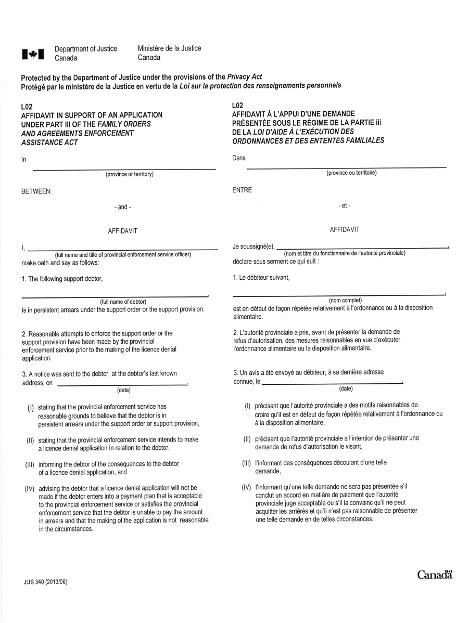 Department of Justice
Canada
Ministère de la Justice
Canada
Protected by the Department of Justice under the provisions of the Privacy Act
Protégé par le ministère de la Justice en vertu de la Loi sur la protection des renseignements personnels
L02
AFFIDAVIT IN SUPPORT OF AN APPLICATION
UNDER PART III OF THE FAMILY ORDERS
AND AGREEMENTS ENFORCEMENT
ASSISTANCE ACT
In
(province or territory)
BETWEEN:
- and -
AFFIDAVIT
I,
(full name and title of provincial enforcement service officer)
make oath and say as follows:
1. The following support debtor,
(full name of debtor)
is in persistent arrears under the support order or the support provision.
2. Reasonable attempts to enforce the support order or the
support provision have been made by the provincial
enforcement service prior to the making of the licence denial
application.
3. A notice was sent to the debtor, at the debtor's last known
address, on
(date)
(I) stating that the provincial enforcement service has
reasonable grounds to believe that the debtor is in
persistent arrears under the support order or support provision,
(II) stating that the provincial enforcement service intends to make
a licence denial application in relation to the debtor,
(III) informing the debtor of the consequences to the debtor
of a licence denial application, and
(IV) advising the debtor that a licence denial application will not be
made if the debtor enters into a payment plan that is acceptable
to the provincial enforcement service or satisfies the provincial
enforcement service that the debtor is unable to pay the amount
in arrears and that the making of the application is not reasonable
in the circumstances.
L02
AFFIDAVIT À L'APPUI D'UNE DEMANDE
PRÉSENTÉE SOUS LE RÉGIME DE LA PARTIE iii
DE LA LOI D'AIDE À L'EXÉCUTION DES
ORDONNANCES ET DES ENTENTES FAMILIALES
Dans
(province ou territoire)
ENTRE
- et -
AFFIDAVIT
Je soussigné(e),
(nom et titre du fonctionnaire de l'autorité provinciale)
déclare sous serment ce qui suit :
1. Le débiteur suivant,
(nom complet)
est en défaut de façon répétée relativement à l'ordonnance ou à la disposition
alimentaire.
2. L'autorité provinciale a pris, avant de présenter la demande de
refus d'autorisation, des mesures raisonnables en vue d'exécuter
l'ordonnance alimentaire ou la disposition alimentaire.
3. Un avis a été envoyé au débiteur, à sa dernière adresse
connue, le
(date)
(I) précisant que l'autorité provinciale a des motifs raisonnables de
croire qu'il est en défaut de façon répétée relativement à l'ordonnance ou
à la disposition alimentaire,
(II) précisant que l'autorité provinciale a l'intention de présenter une
demande de refus d'autorisation le visant,
(III) l'informant des conséquences découlant d'une telle
demande,
(IV) l'informant qu'une telle demande ne sera pas présentée s'il
conclut un accord en matière de paiement que l'autorité
provinciale juge acceptable ou s'il la convainc qu'il ne peut
acquitter les arriérés et qu'il n'est pas raisonnable de présenter
une telle demande en de telles circonstances.
JUS 340 (2013/06)
Canada